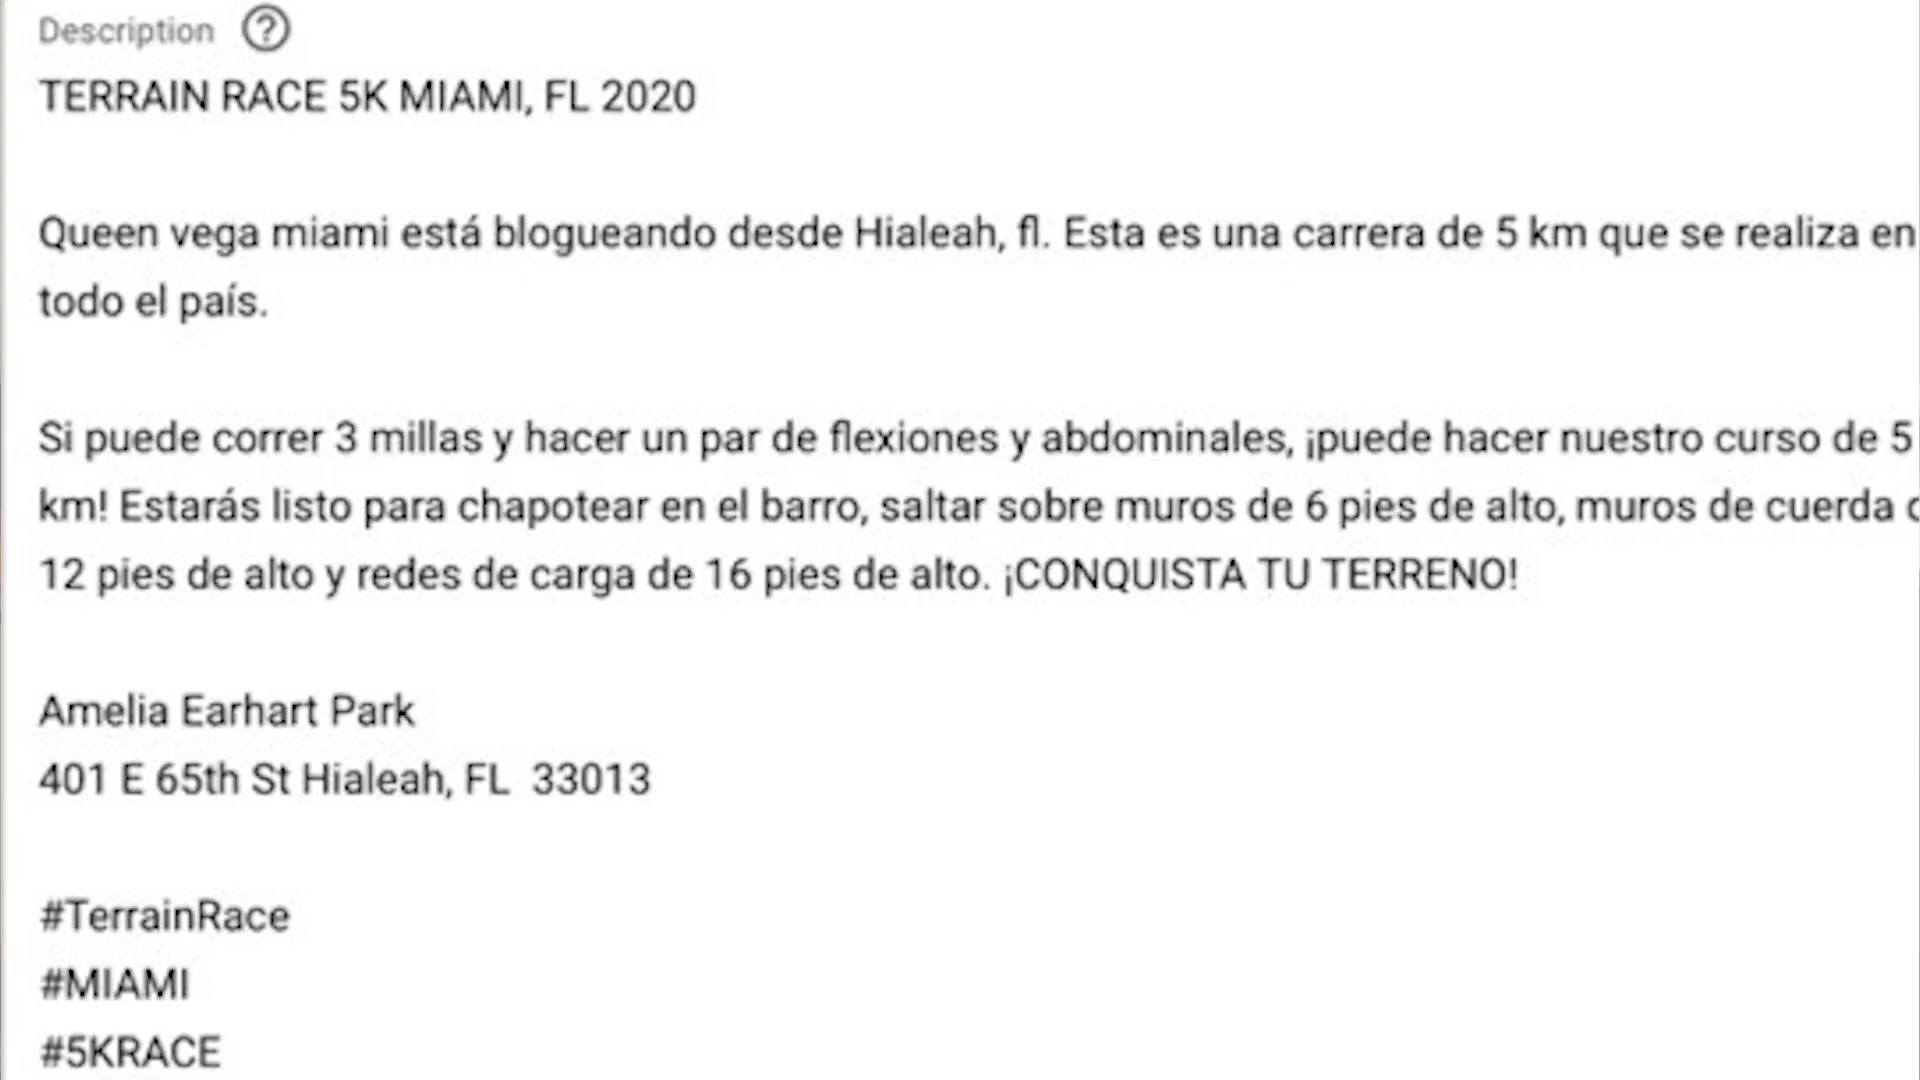 Description ?
TERRAIN RACE 5K MIAMI, FL 2020
Queen vega miami está blogueando desde Hialeah, fl. Esta es una carrera de 5 km que se realiza en
todo el país.
Si puede correr 3 millas y hacer un par de flexiones y abdominales, ¡puede hacer nuestro curso de 5
km! Estarás listo para chapotear en el barro, saltar sobre muros de 6 pies de alto, muros de cuerda
12 pies de alto y redes de carga de 16 pies de alto. ¡CONQUISTA TU TERRENO!
Amelia Earhart Park
401 E 65th St Hialeah, FL  33013
#TerrainRace
#MIAMI
#5KRACE